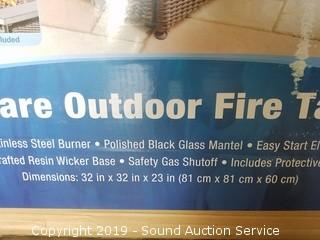 cluded
are Outdoor Fire Ta
inless Steel Burner • Polished Black Glass Mantel • Easy Start El
rafted Resin Wicker Base • Safety Gas Shutoff • Includes Protective
Dimensions: 32 in x 32 in x 23 in (81 cm x 81 cm x 60 cm)
Copyright 2019 - Sound Auction Service